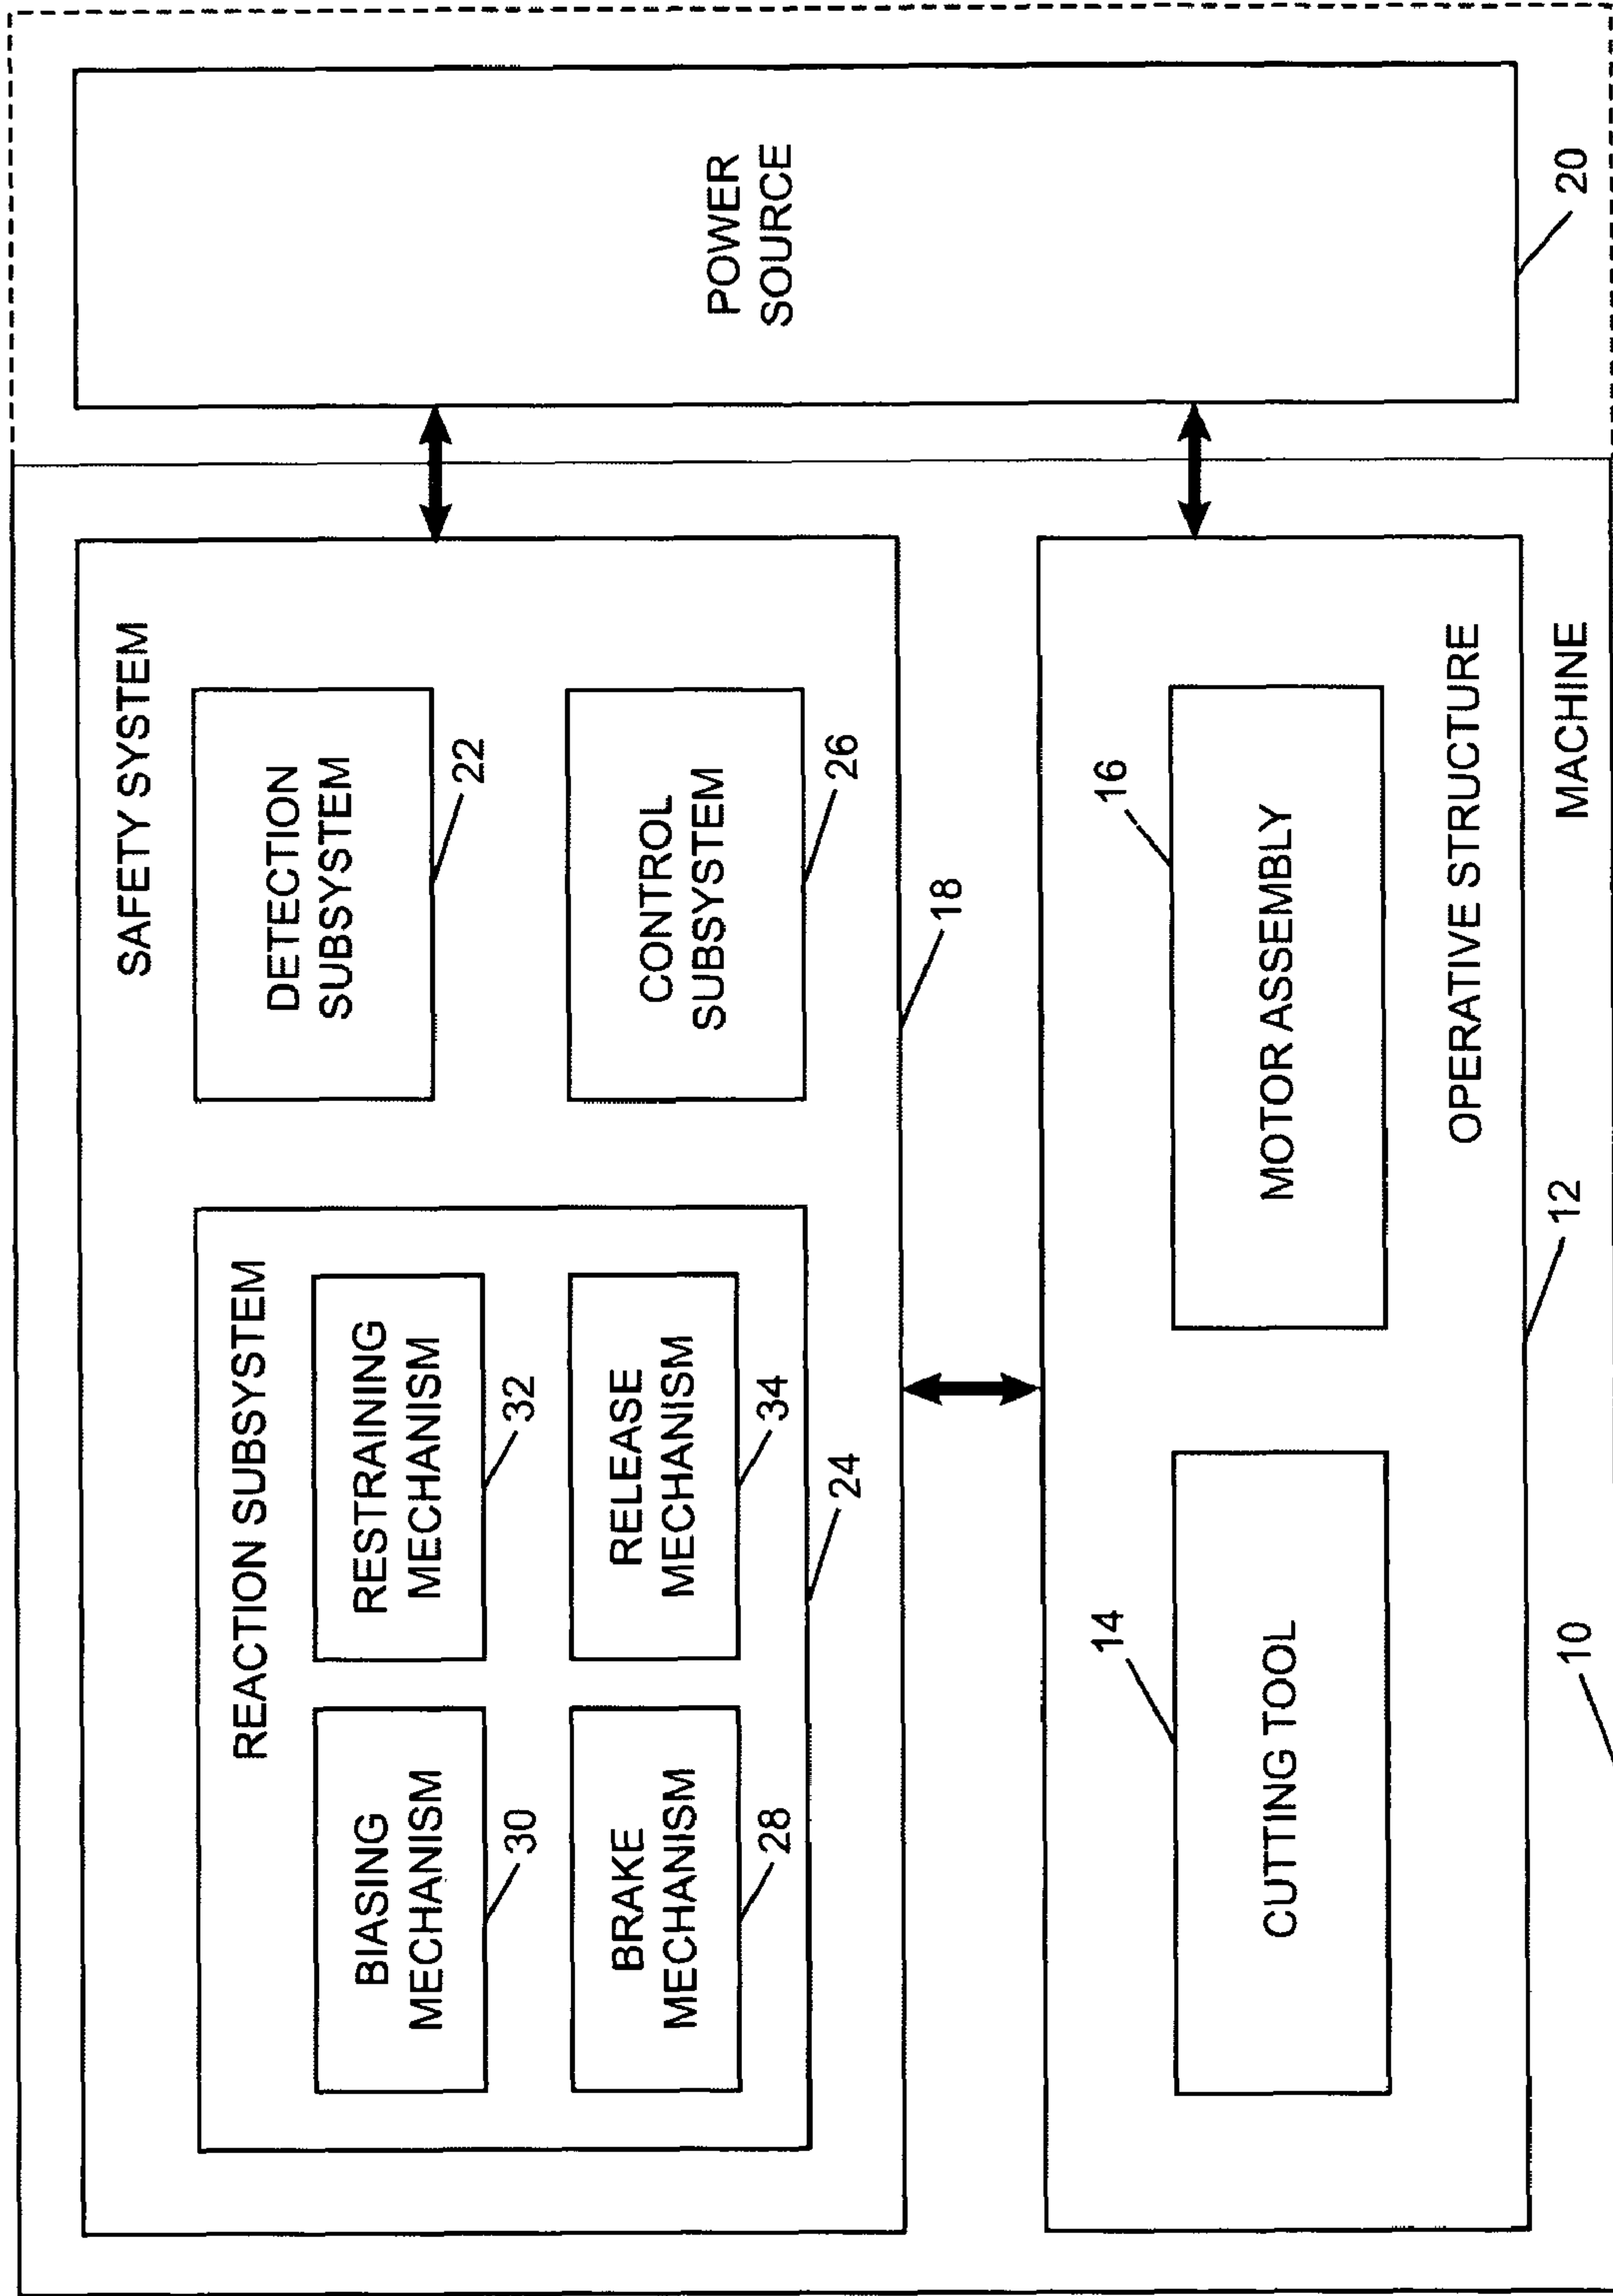 SAFETY SYSTEM
REACTION SUBSYSTEM
BIASING
MECHANISM
30
RESTRAINING
MECHANISM
32
BRAKE
MECHANISM
28
RELEASE
MECHANISM
34
24
DETECTION
SUBSYSTEM
22
CONTROL
SUBSYSTEM
26
18
POWER
SOURCE
20
14
CUTTING TOOL
16
MOTOR ASSEMBLY
OPERATIVE STRUCTURE
12
MACHINE
10